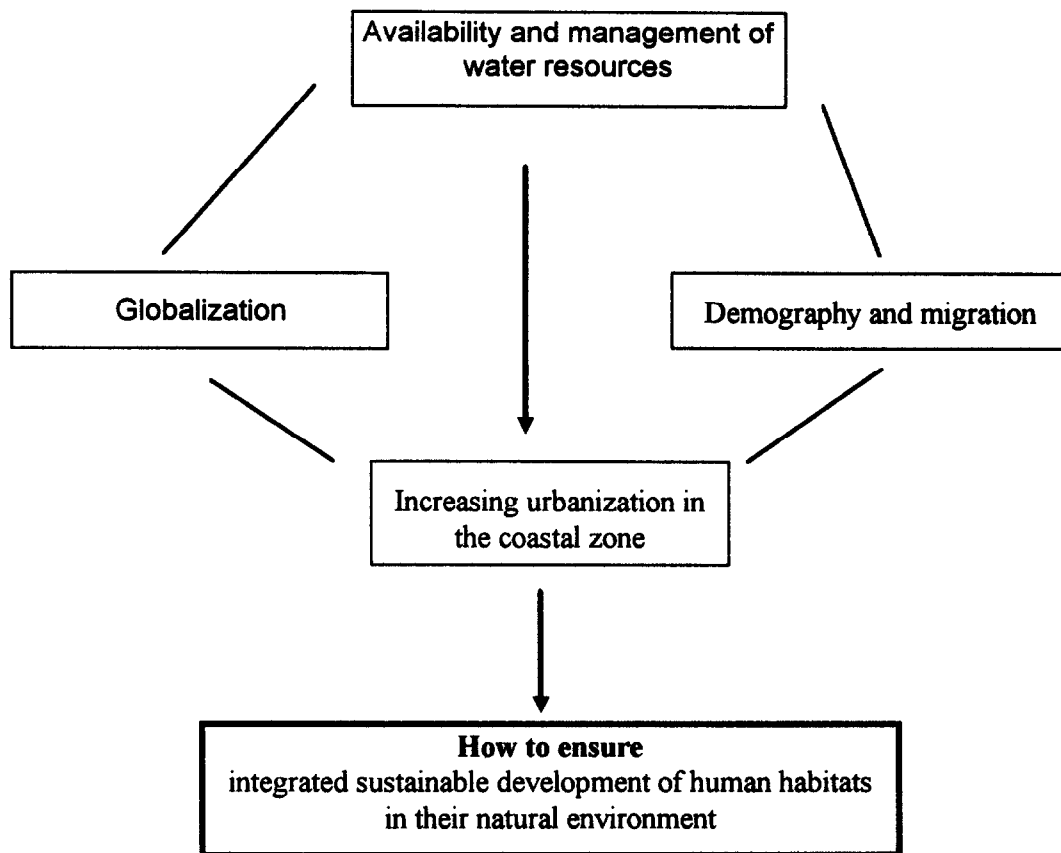 Availability and management of
water resources
Globalization
Demography and migration
Increasing urbanization in
the coastal zone
How to ensure
integrated sustainable development of human habitats
in their natural environment